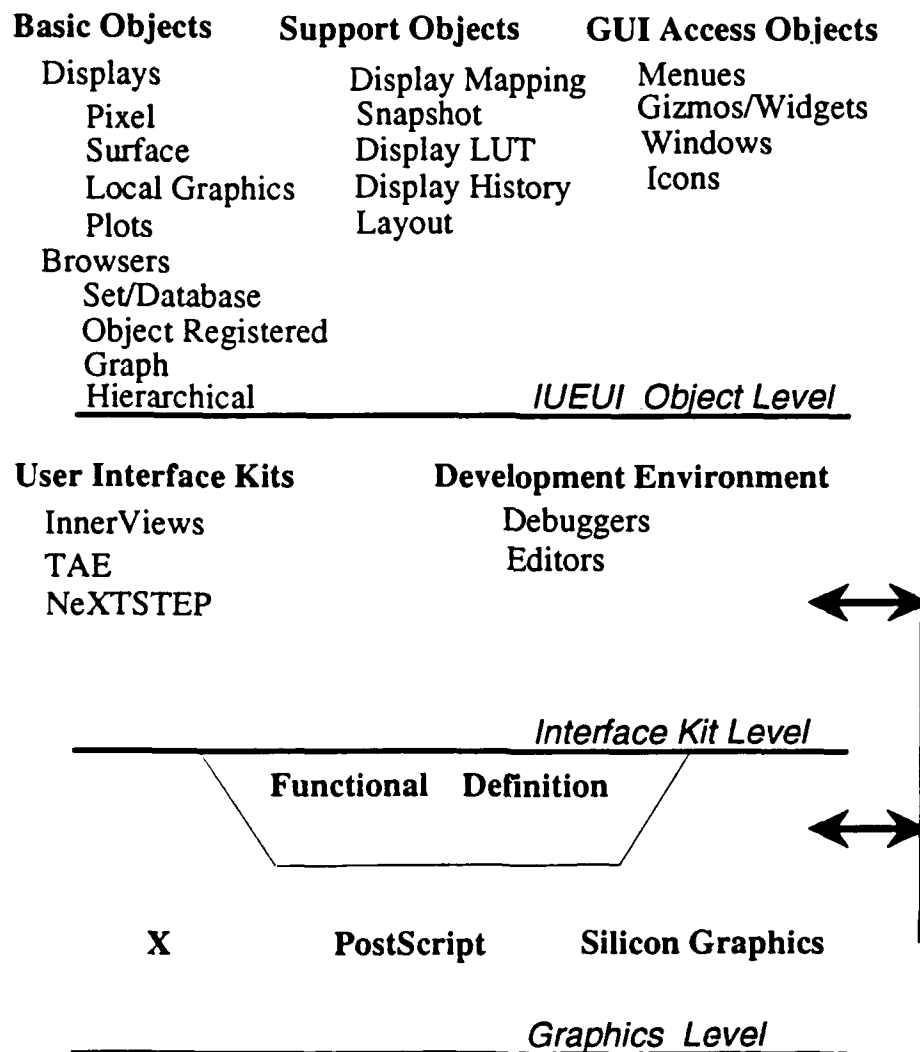 Basic Objects Support Objects GUI Access Objects
Displays Display Mapping Menues
Pixel Snapshot Gizmos/Widgets
Surface Display LUT Windows
Local Graphics Display History Icons
Plots Layout
Browsers
Set/Database
Object Registered
Graph
Hierarchical IUEUI Object Level
User Interface Kits Development Environment
InnerViews Debuggers
TAE Editors
NeXTSTEP
Interface Kit Level
Functional Definition
X PostScript Silicon Graphics
Graphics Level